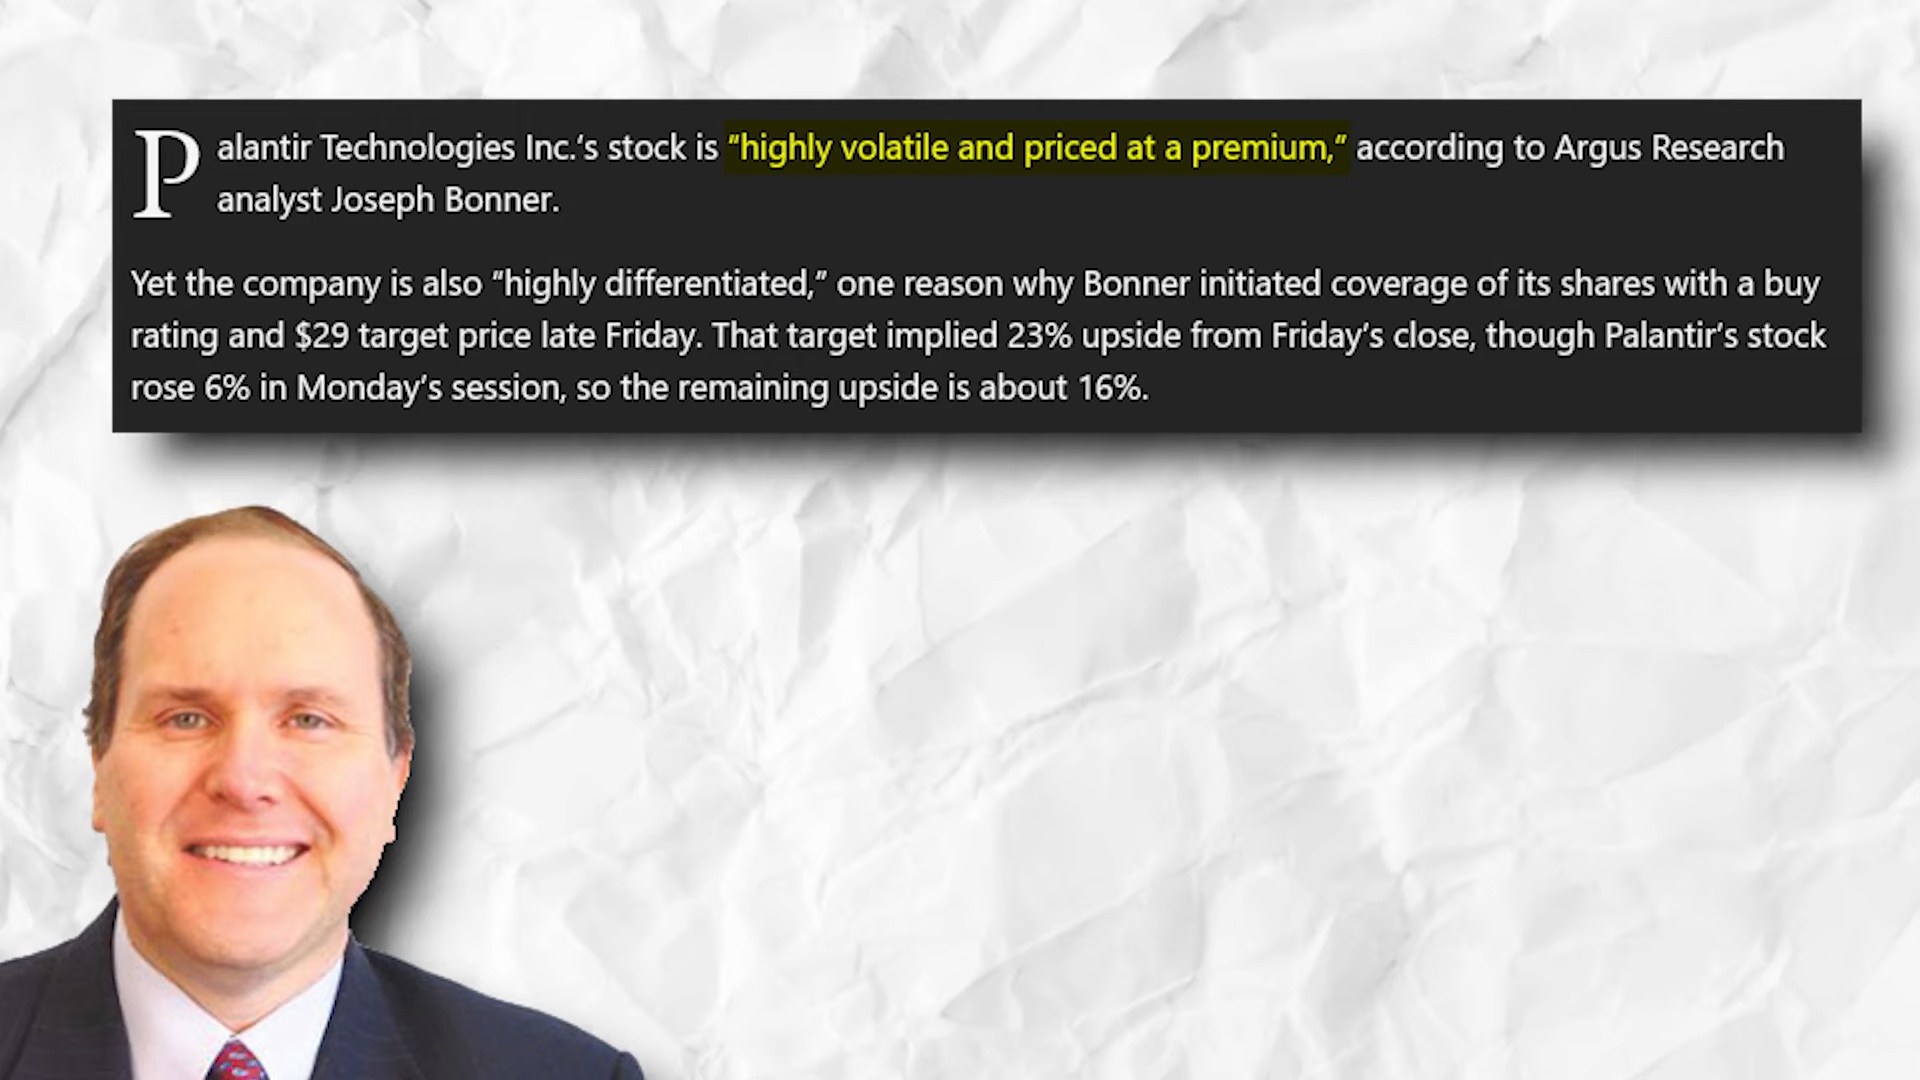 Palantir Technologies Inc.‘s stock is “highly volatile and priced at a premium,” according to Argus Research
analyst Joseph Bonner.
Yet the company is also “highly differentiated,” one reason why Bonner initiated coverage of its shares with a buy
rating and $29 target price late Friday. That target implied 23% upside from Friday’s close, though Palantir’s stock
rose 6% in Monday’s session, so the remaining upside is about 16%.